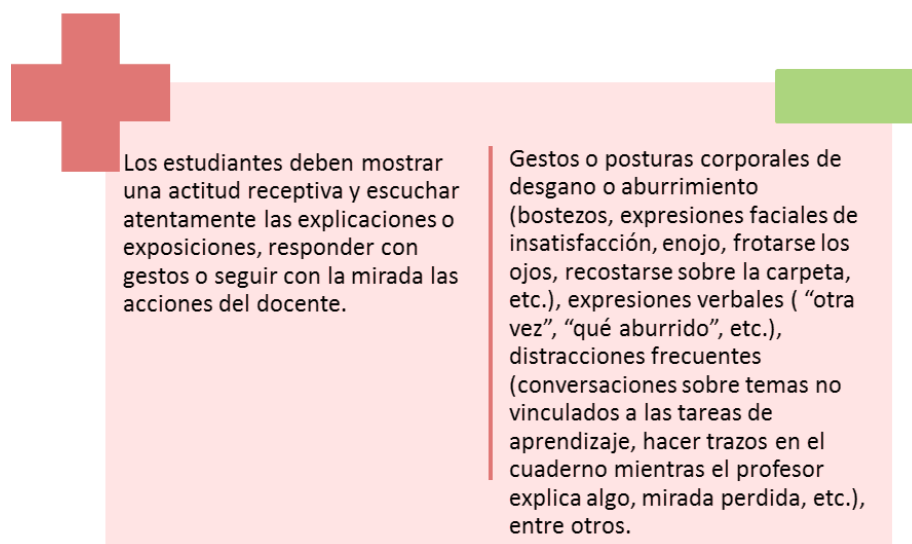 Los estudiantes deben mostrar
una actitud receptiva y escuchar
atentamente las explicaciones o
exposiciones, responder con
gestos o seguir con la mirada las
acciones del docente.
Gestos o posturas corporales de
desgano o aburrimiento
(bostezos, expresiones faciales de
insatisfacción, enojo, frotarse los
ojos, recostarse sobre la carpeta,
etc.), expresiones verbales ( “otra
vez”, “qué aburrido”, etc.),
distracciones frecuentes
(conversaciones sobre temas no
vinculados a las tareas de
aprendizaje, hacer trazos en el
cuaderno mientras el profesor
explica algo, mirada perdida, etc.),
entre otros.